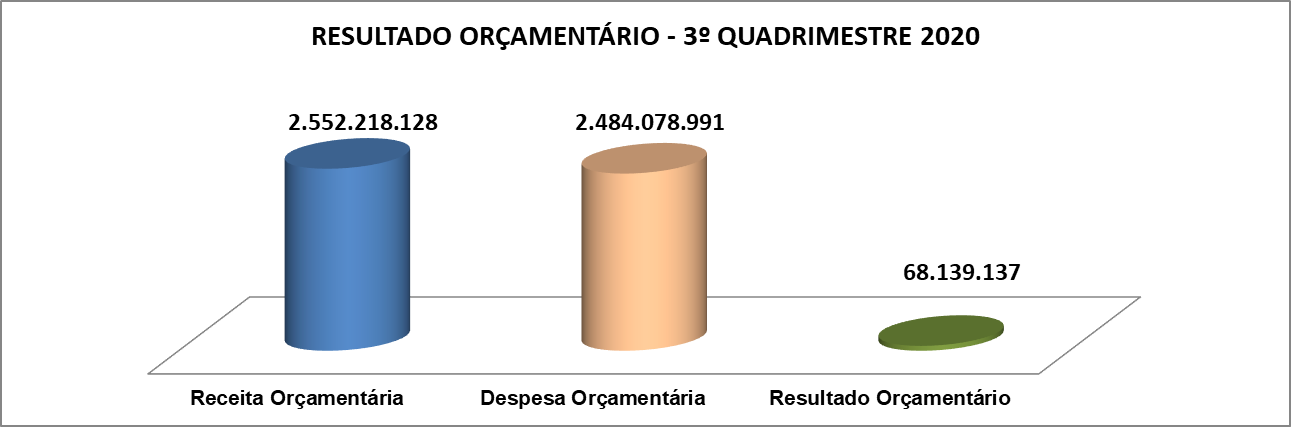 RESULTADO ORÇAMENTÁRIO - 3º QUADRIMESTRE 2020
2.552.218.128
2.484.078.991
68.139.137
Receita Orçamentária
Despesa Orçamentária
Resultado Orçamentário